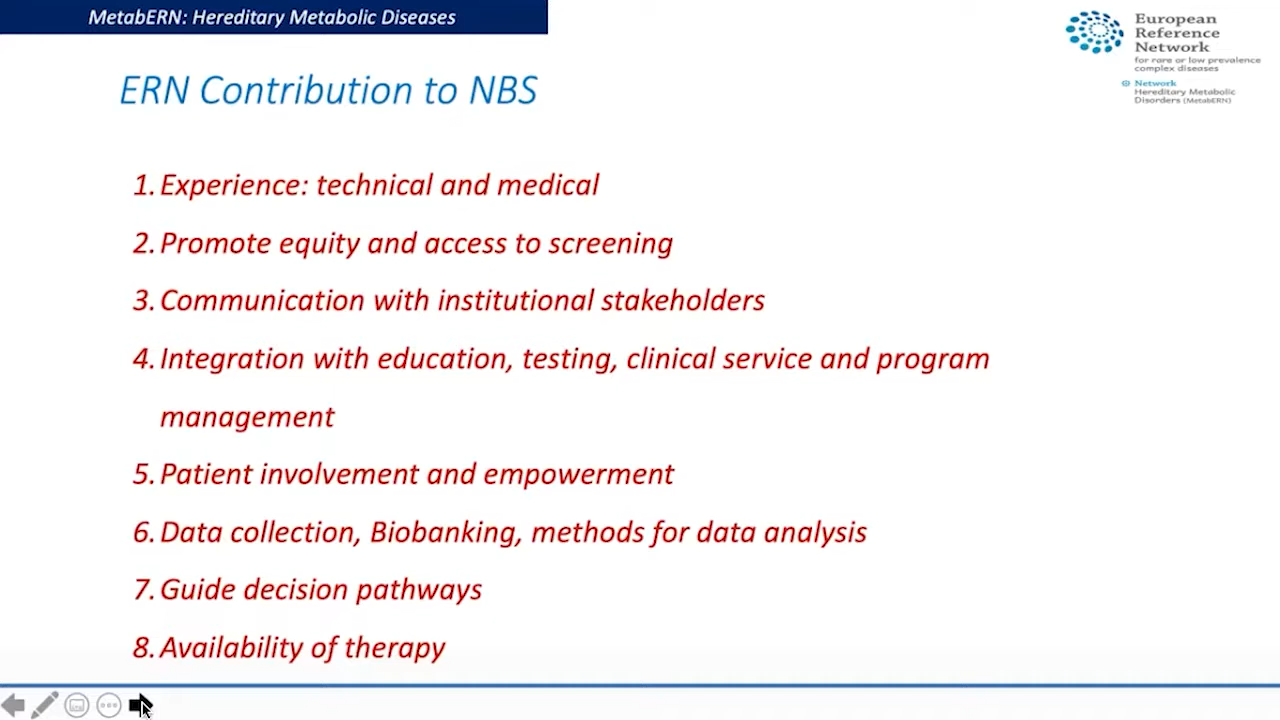 MetabERN: Hereditary Metabolic Diseases
European
Reference
Network
for rare or low prevalence
complex diseases
Network
Hereditary Metabolic
Disorders (MetabERN)
ERN Contribution to NBS
1. Experience: technical and medical
2. Promote equity and access to screening
3. Communication with institutional stakeholders
4. Integration with education, testing, clinical service and program
management
5. Patient involvement and empowerment
6. Data collection, Biobanking, methods for data analysis
7. Guide decision pathways
8. Availability of therapy